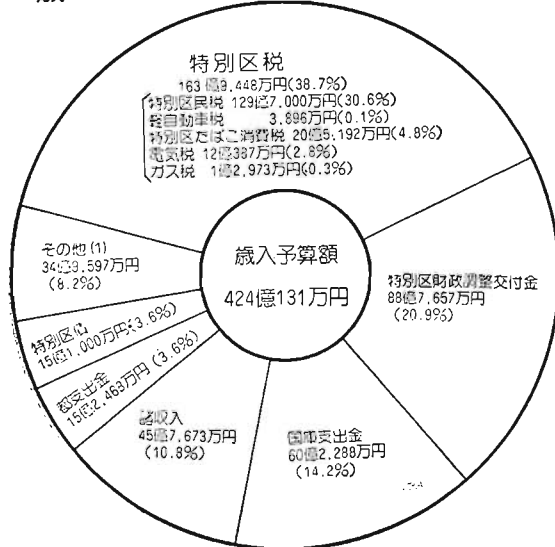 特別区税
163億9,448万円(38.7%)
特別区民税 129億7,000万円(30.6%)
軽自動車税 3,896万円(0.1%)
特別区たばこ消費税 20億5,192万円(4.8%)
電気税 12億387万円(2.8%)
ガス税 1億2,973万円(0.3%)
歳入予算額
424億131万円
特別区財政調整交付金
88億7,657万円
(20.9%)
国庫支出金
60億2,288万円
(14.2%)
諸収入
45億7,673万円
(10.8%)
都支出金
15億2,468万円(3.6%)
特別区債
15億1,000万円(3.6%)
その他(1)
34億9,597万円
(8.2%)